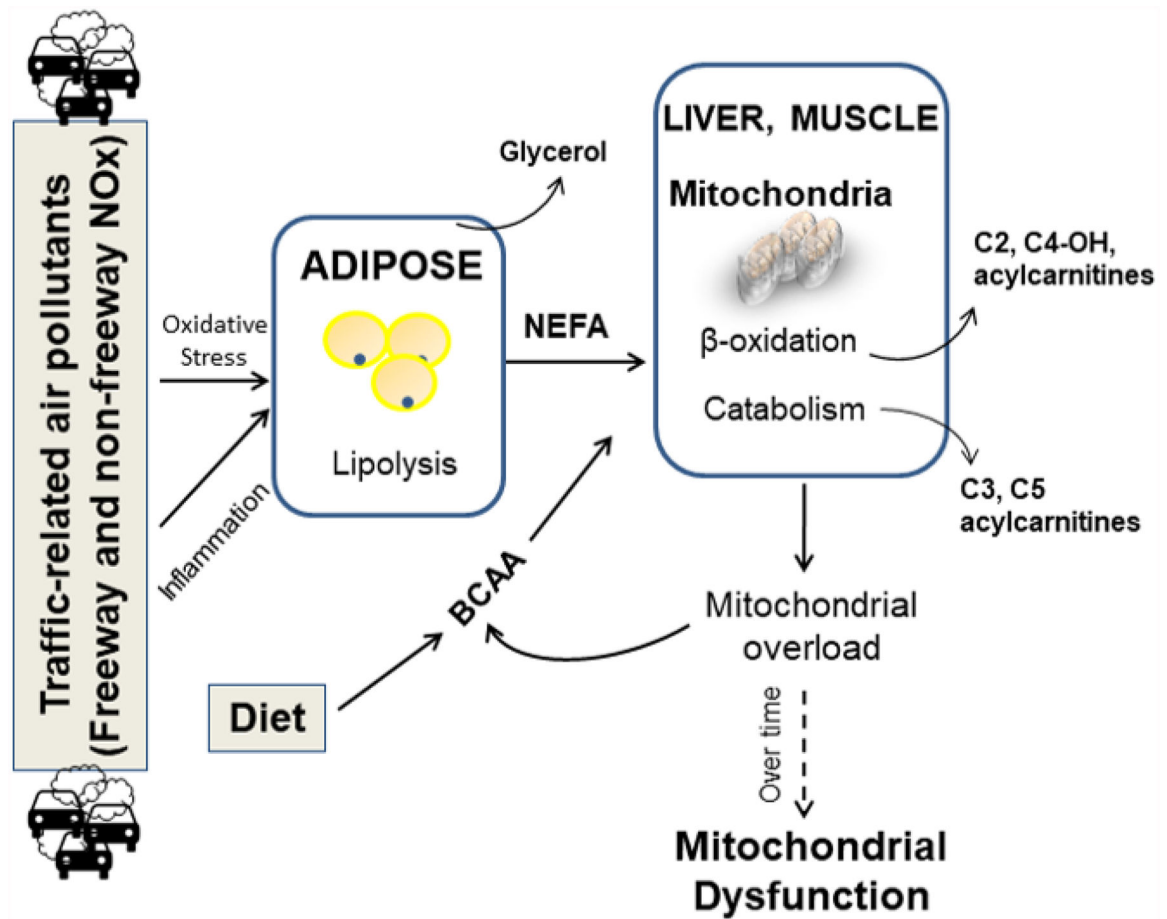 Traffic-related air pollutants
(Freeway and non-freeway NOx)
Oxidative
Stress
Inflammation
Glycerol
ADIPOSE
Lipolysis
NEFA
BCAA
Diet
LIVER, MUSCLE
Mitochondria
β-oxidation
Catabolism
C2, C4-OH,
acylcarnitines
C3, C5
acylcarnitines
Mitochondrial
overload
Over time
Mitochondrial
Dysfunction